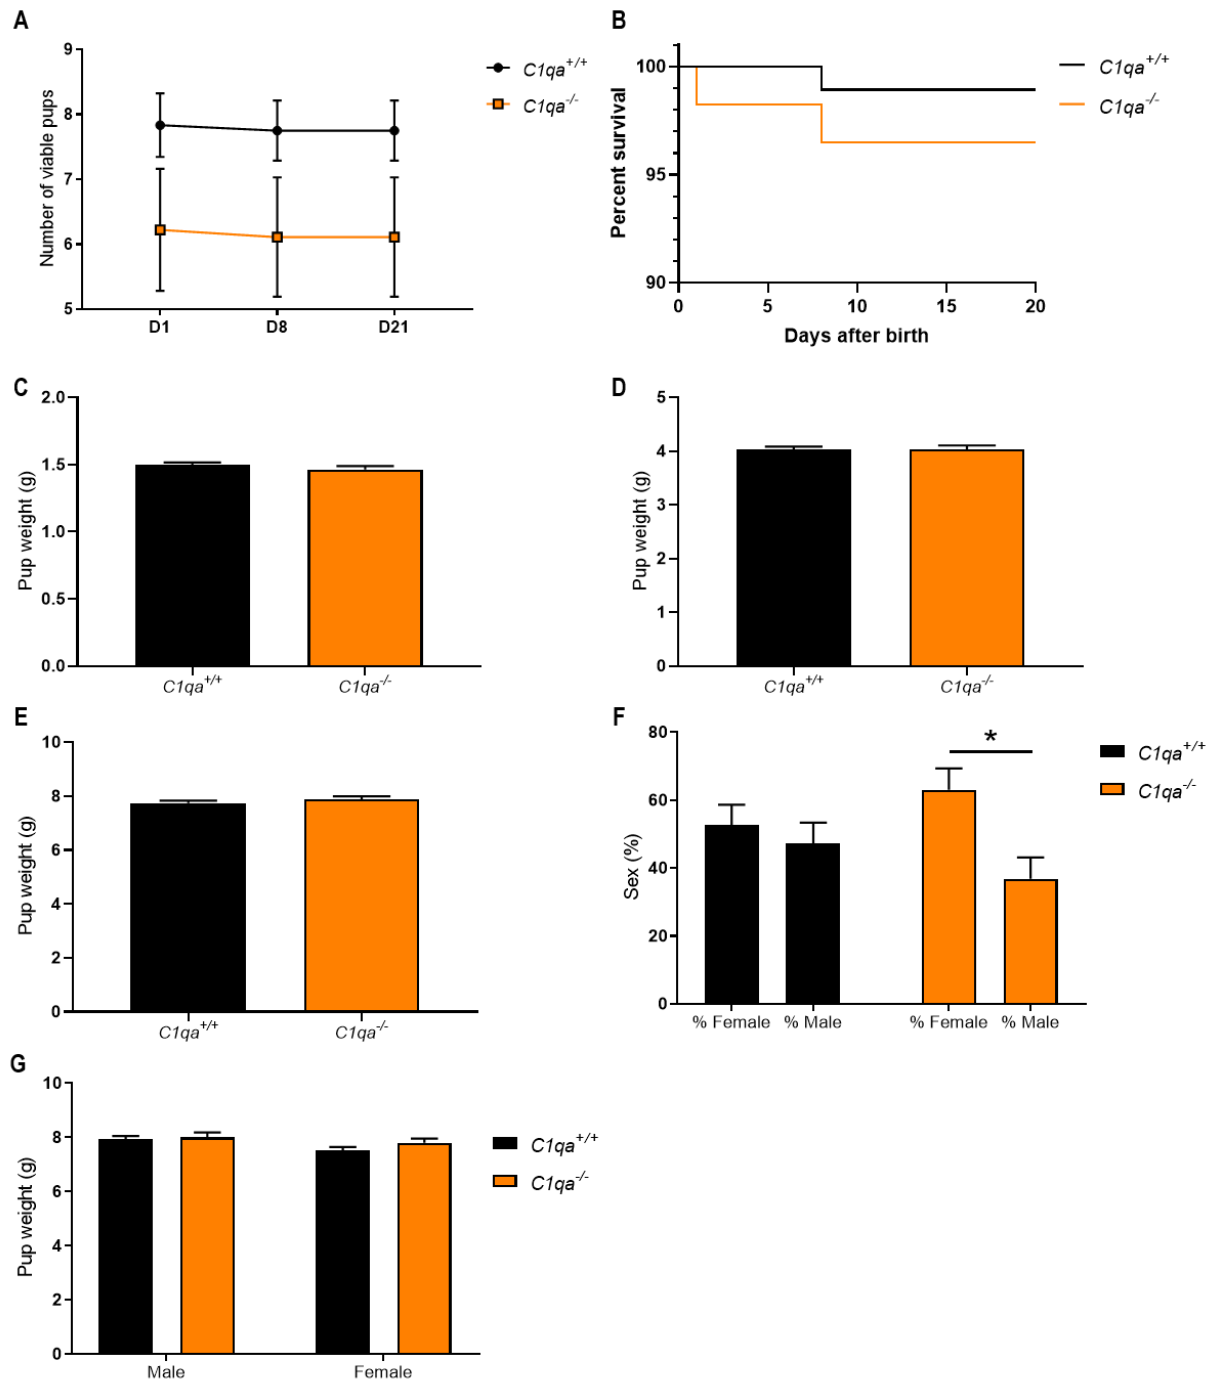 A
Number of viable pups
9
8
7
6
5
D1 D8 D21
C1qa+/+
C1qa-/-
B
Percent survival
100
95
90
0 5 10 15 20
Days after birth
C1qa+/+
C1qa-/-
C
Pup weight (g)
2.0
1.5
1.0
0.5
0.0
C1qa+/+ C1qa-/-
D
Pup weight (g)
5
4
3
2
1
0
C1qa+/+ C1qa-/-
E
Pup weight (g)
10
8
6
4
2
0
C1qa+/+ C1qa-/-
F
Sex (%)
80
60
40
20
0
*
% Female % Male % Female % Male
C1qa+/+
C1qa-/-
G
Pup weight (g)
10
8
6
4
2
0
Male Female
C1qa+/+
C1qa-/-